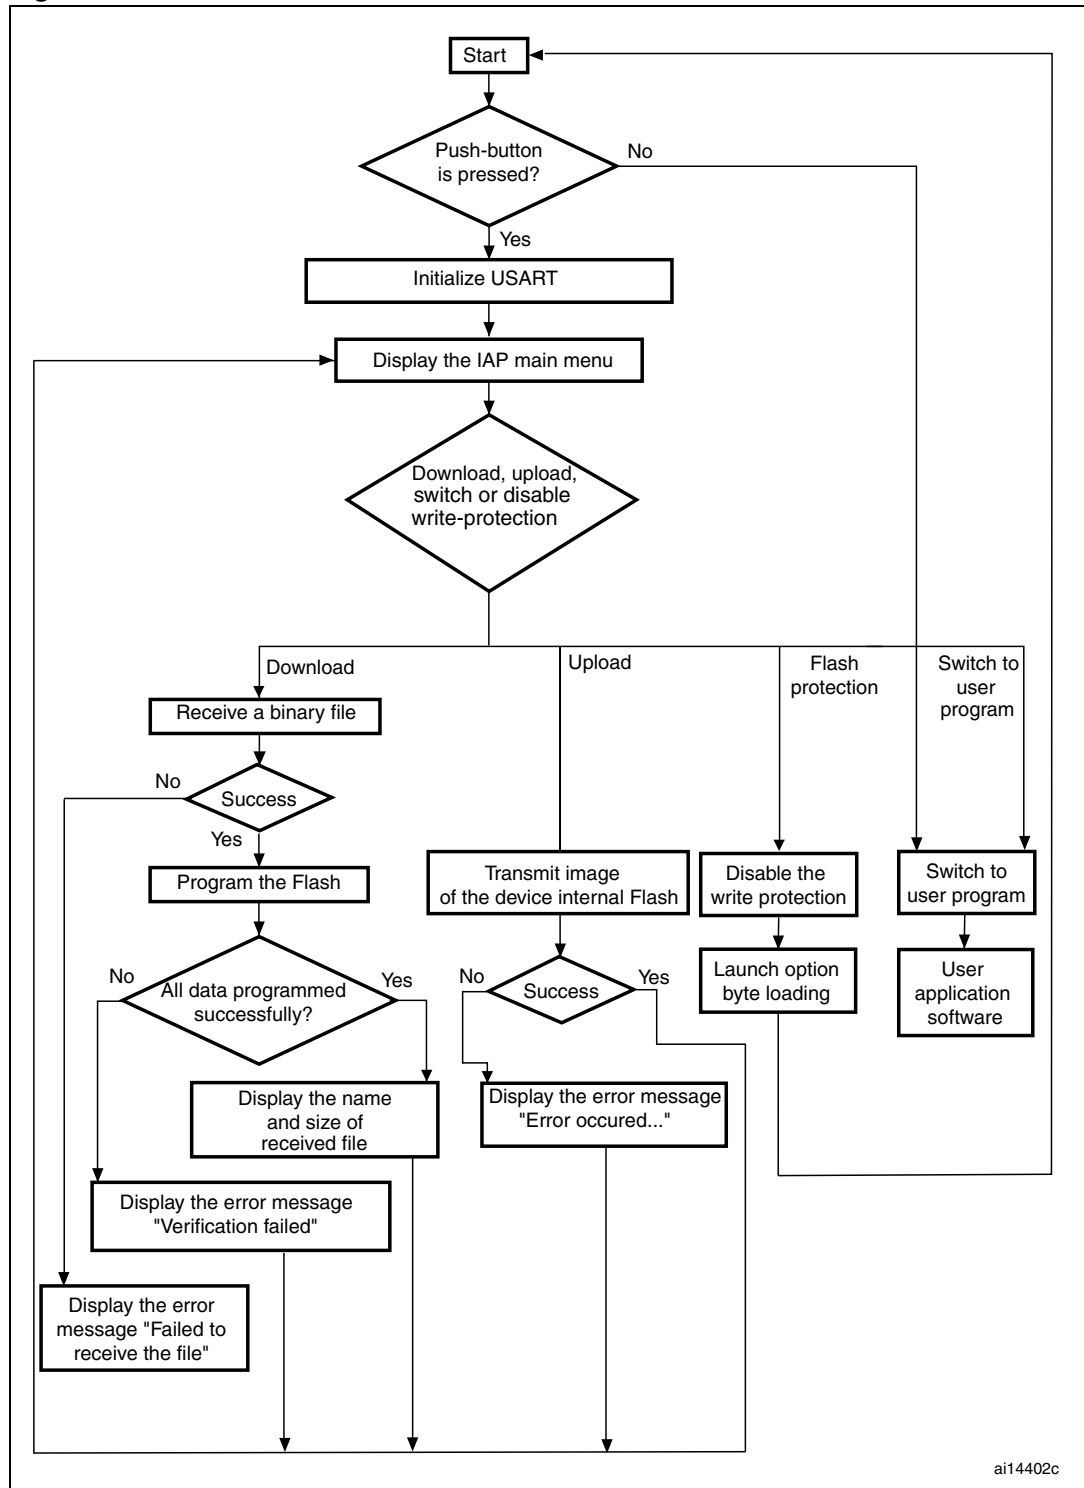 Start
Push-button
is pressed?
No
Yes
Initialize USART
Display the IAP main menu
Download, upload,
switch or disable
write-protection
Download
Upload
Flash
protection
Switch to
user
program
Receive a binary file
No
Success
Yes
Program the Flash
Transmit image
of the device internal Flash
Disable the
write protection
Switch to
user program
No
All data programmed
successfully?
Yes
No
Success
Yes
Launch option
byte loading
User
application
software
Display the name
and size of
received file
Display the error message
"Error occured..."
Display the error message
"Verification failed"
Display the error
message "Failed to
receive the file"
ai14402c